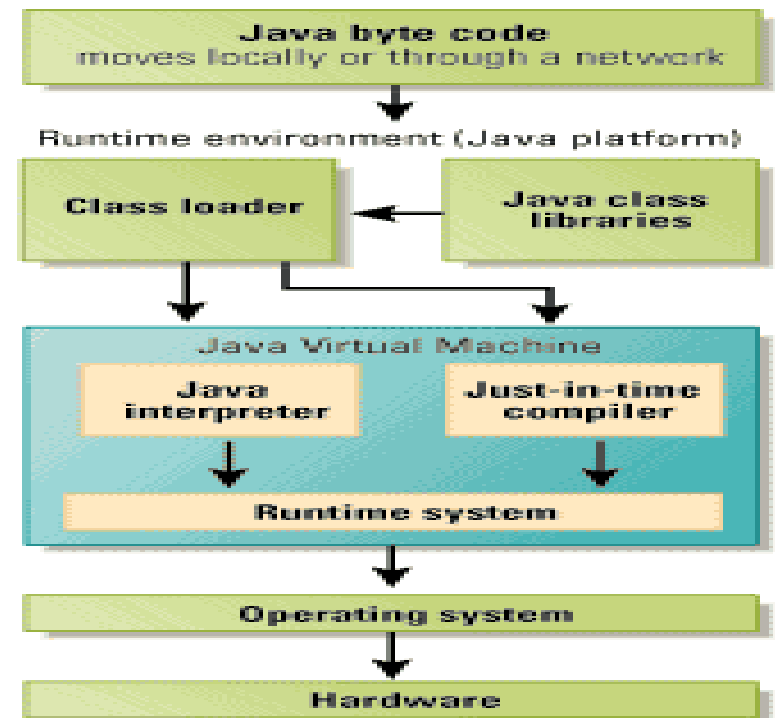 Java byte code
moves locally or through a network
Runtime environment (Java platform)
Class loader
Java class
libraries
Java Virtual Machine
Java
interpreter
Just-in-time
compiler
Runtime system
Operating system
Hardware